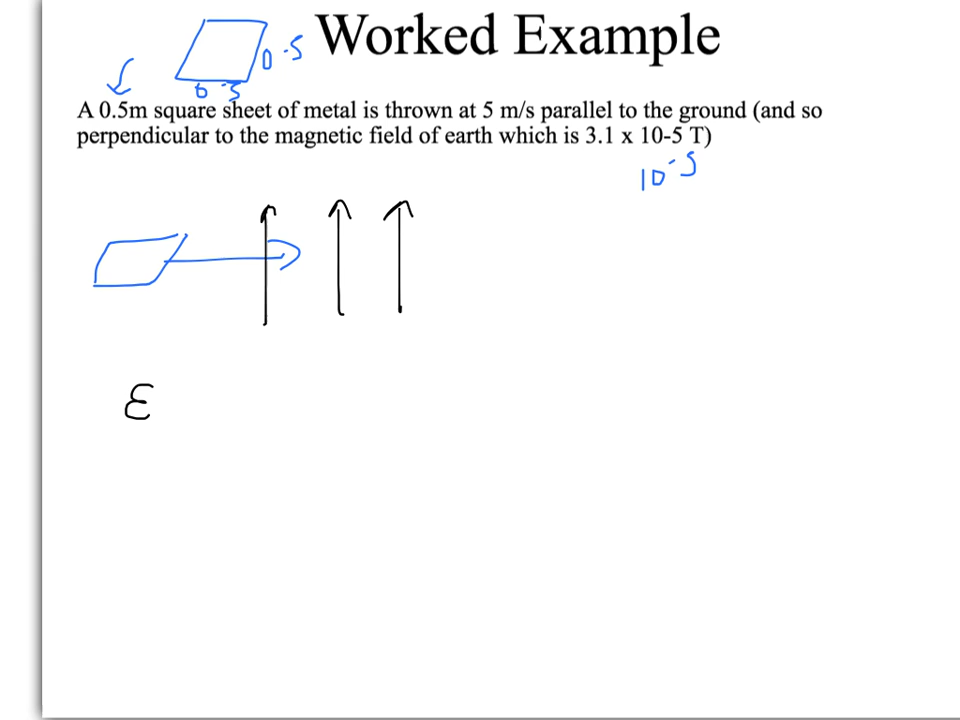 Worked Example
0.5
0.5
A 0.5m square sheet of metal is thrown at 5 m/s parallel to the ground (and so
perpendicular to the magnetic field of earth which is 3.1 x 10-5 T)
10-5
ε